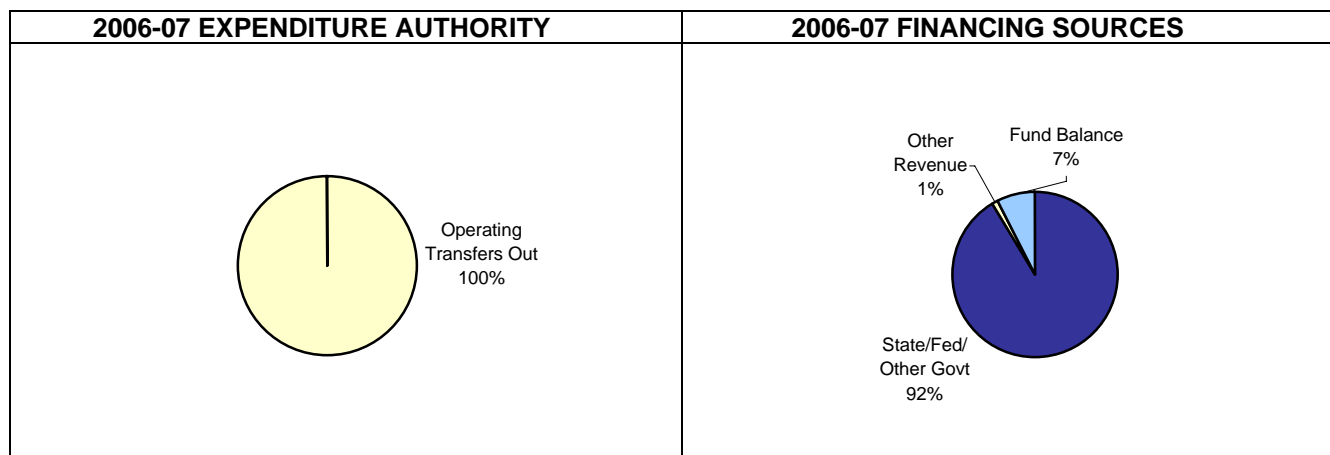 2006-07 EXPENDITURE AUTHORITY
Operating
Transfers Out
100%
2006-07 FINANCING SOURCES
Other
Revenue
1%
Fund Balance
7%
State/Fed/
Other Govt
92%